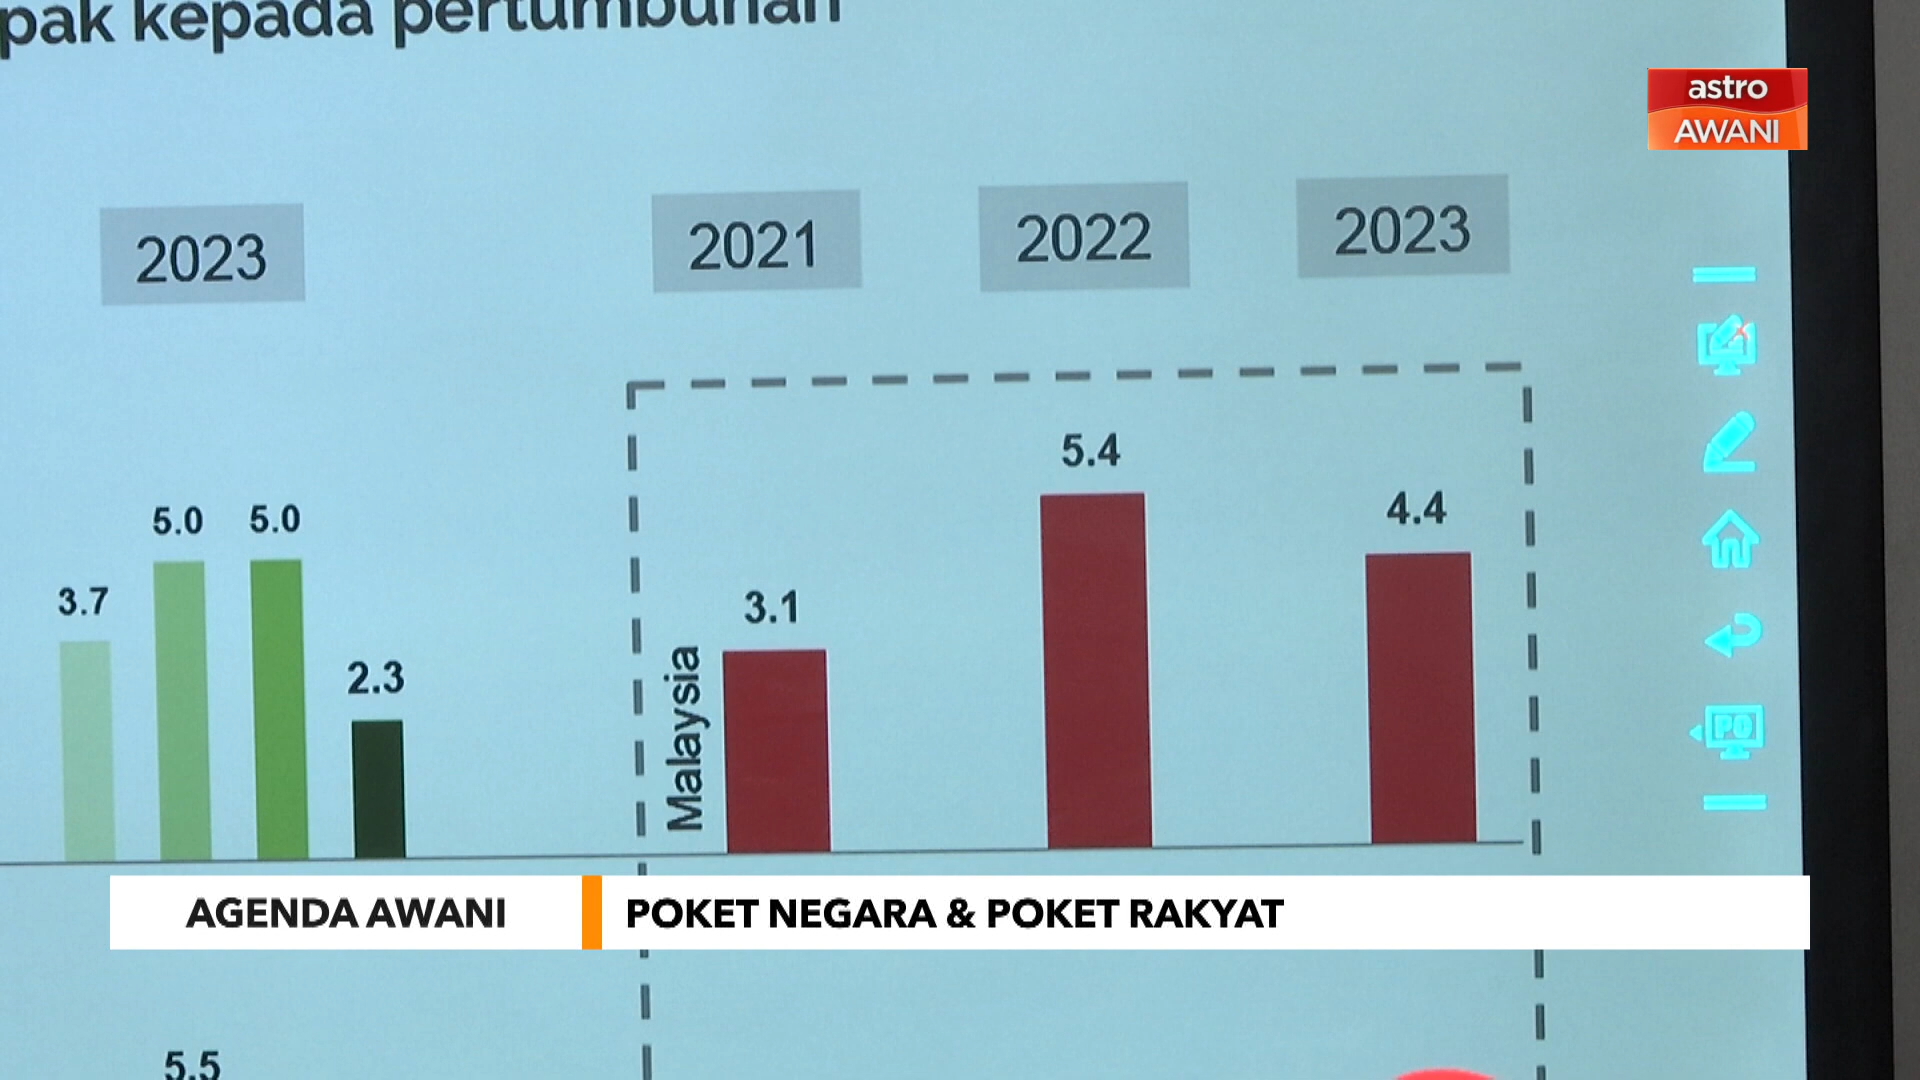 pak kepada pertumbuhan
astro
AWANI
2023
2021
2022
2023
5.4
4.4
5.0
5.0
3.7
3.1
2.3
Malaysia
PO
AGENDA AWANI
POKET NEGARA & POKET RAKYAT
5.5